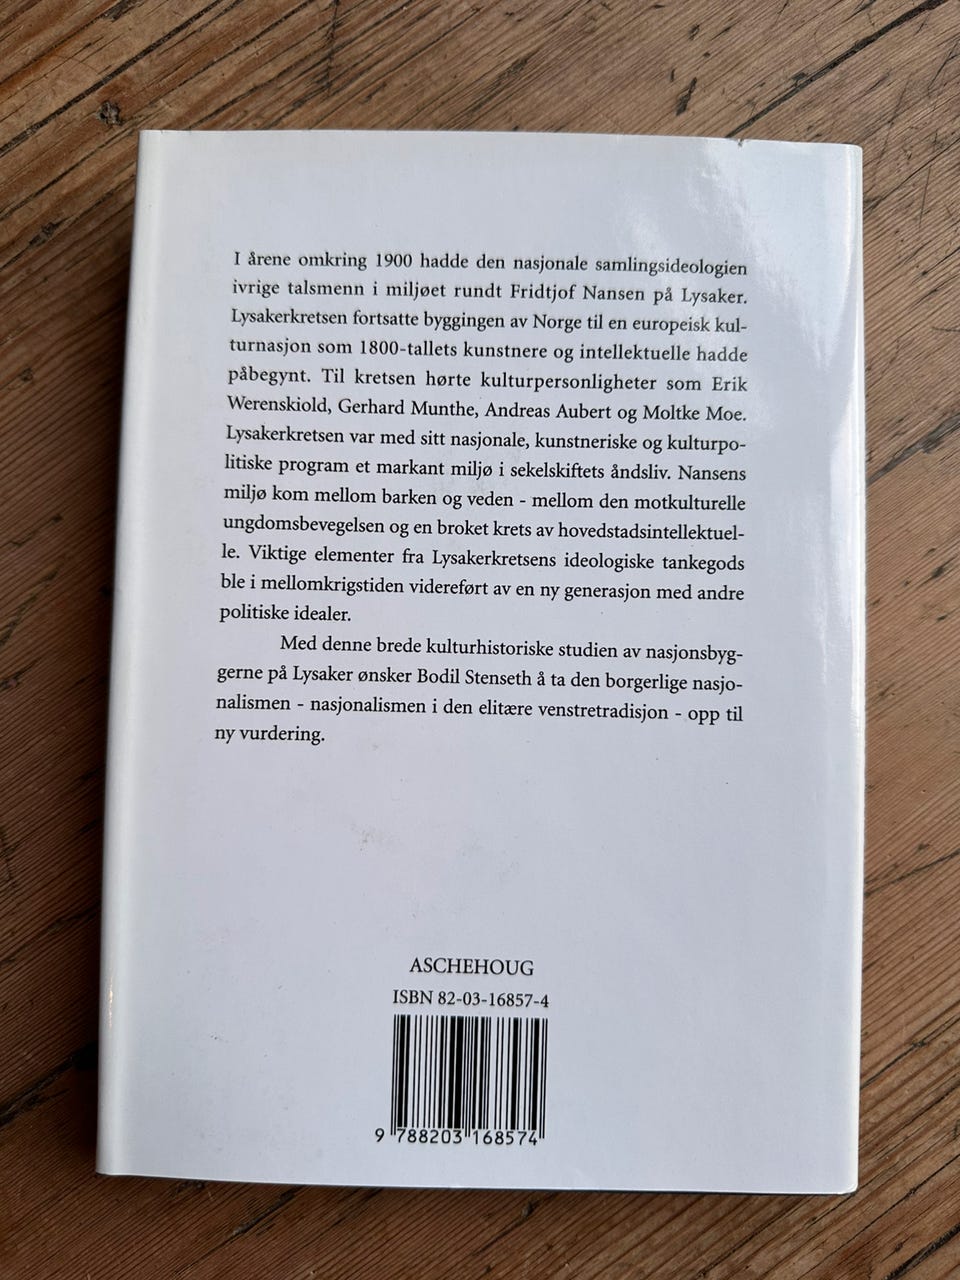 I årene omkring 1900 hadde den nasjonale samlingsideologien
ivrige talsmenn i miljøet rundt Fridtjof Nansen på Lysaker.
Lysakerkretsen fortsatte byggingen av Norge til en europeisk kul-
turnasjon som 1800-tallets kunstnere og intellektuelle hadde
påbegynt. Til kretsen hørte kulturpersonligheter som Erik
Werenskiold, Gerhard Munthe, Andreas Aubert og Moltke Moe.
Lysakerkretsen var med sitt nasjonale, kunstneriske og kulturpo-
litiske program et markant miljø i sekelskiftets åndsliv. Nansens
miljø kom mellom barken og veden - mellom den motkulturelle
ungdomsbevegelsen og en broket krets av hovedstadsintellektuel-
le. Viktige elementer fra Lysakerkretsens ideologiske tankegods
ble i mellomkrigstiden videreført av en ny generasjon med andre
politiske idealer.
Med denne brede kulturhistoriske studien av nasjonsbyg-
gerne på Lysaker ønsker Bodil Stenseth å ta den borgerlige nasjo-
nalismen - nasjonalismen i den elitære venstretradisjon - opp til
ny vurdering.
ASCHEHOUG
ISBN 82-03-16857-4
9 788203 168574